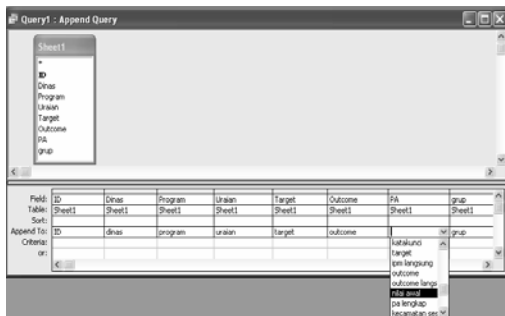 Query1 : Append Query
Sheet1
*
ID
Dinas
Program
Uraian
Target
Outcome
PA
grup
Field: ID Dinas Program Uraian Target Outcome PA grup
Table: Sheet1 Sheet1 Sheet1 Sheet1 Sheet1 Sheet1 Sheet1 Sheet1
Sort:
Append To: ID dinas program uraian target outcome grup
Criteria:
or:
katakunci
target
ipm langsung
outcome
outcome langs
nilai awal
pa lengkap
kecamatan sec